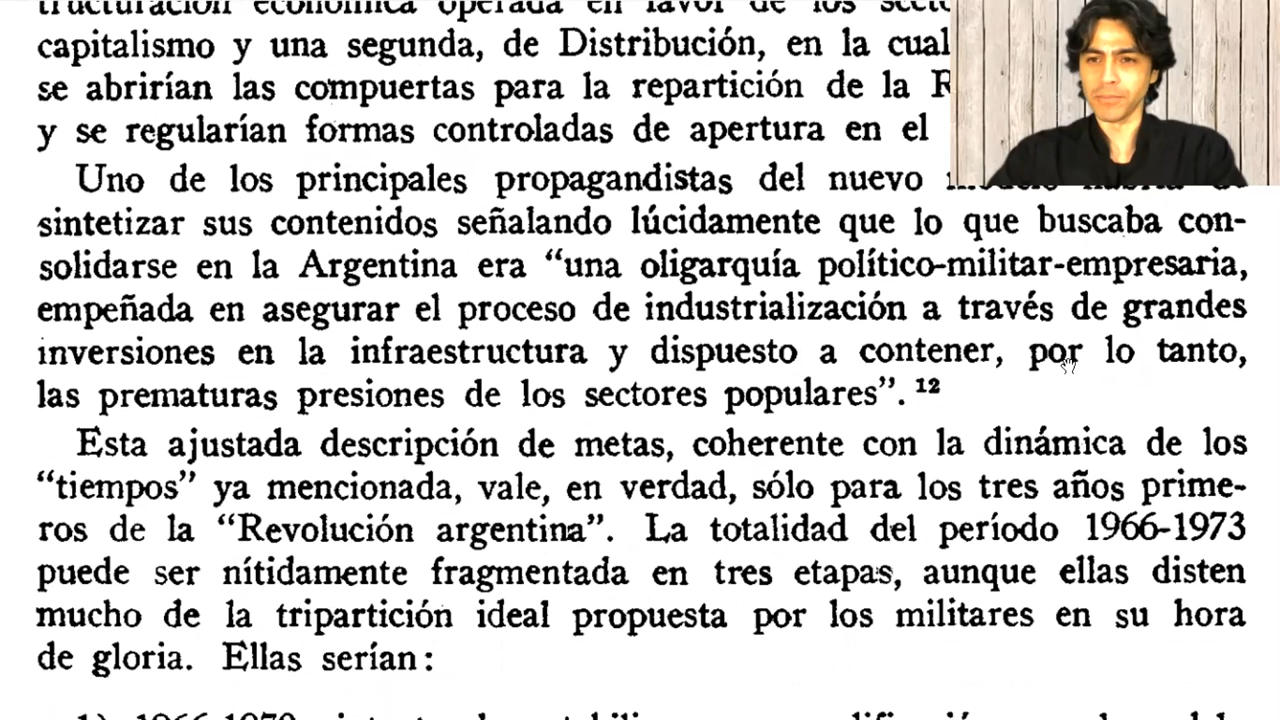 tructuración económica operada en favor de los
capitalismo y una segunda, de Distribución, en la cual
se abrirían las compuertas para la repartición de la
y se regularían formas controladas de apertura en el
Uno de los principales propagandistas del nuevo
sintetizar sus contenidos señalando lúcidamente que lo que buscaba con-
solidarse en la Argentina era “una oligarquía político-militar-empresaria,
empeñada en asegurar el proceso de industrialización a través de grandes
inversiones en la infraestructura y dispuesto a contener, por lo tanto,
las prematuras presiones de los sectores populares”. 12
Esta ajustada descripción de metas, coherente con la dinámica de los
“tiempos” ya mencionada, vale, en verdad, sólo para los tres años prime-
ros de la “Revolución argentina”. La totalidad del período 1966-1973
puede ser nítidamente fragmentada en tres etapas, aunque ellas disten
mucho de la tripartición ideal propuesta por los militares en su hora
de gloria. Ellas serían: